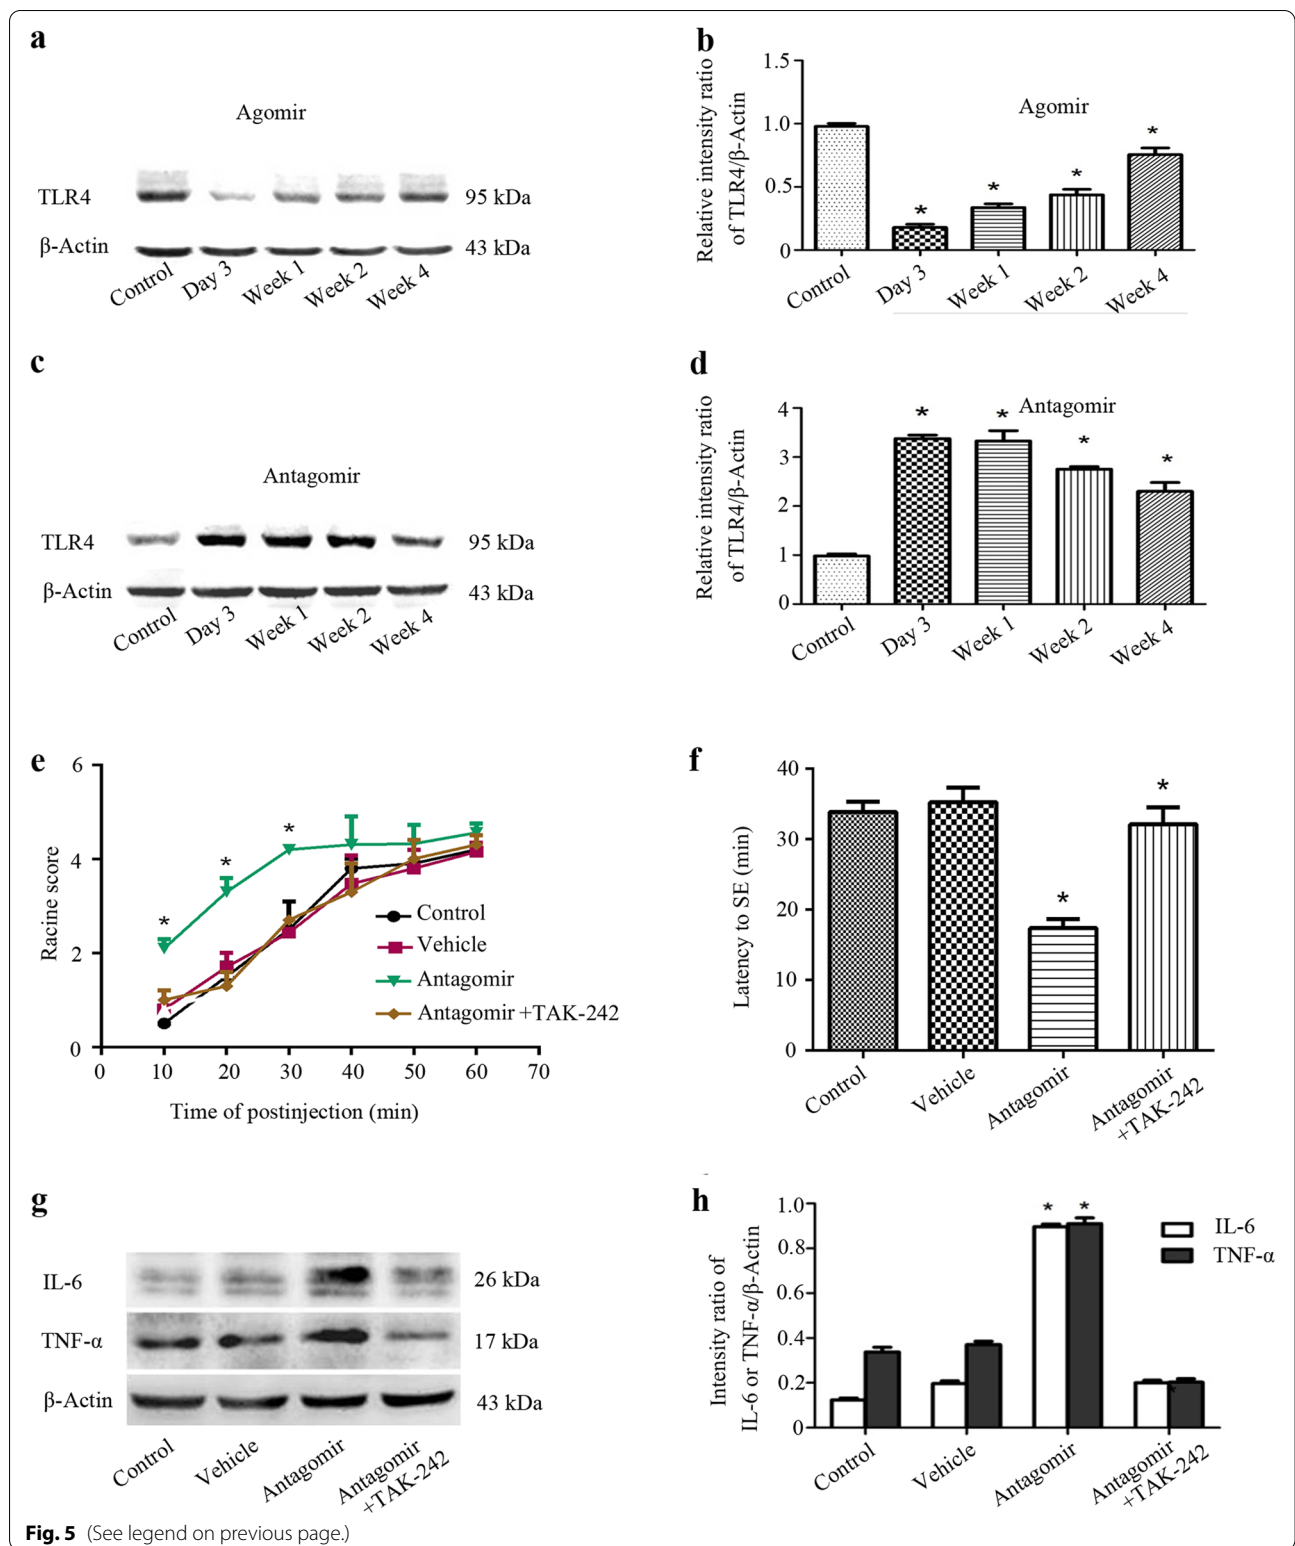 a
Agomir
TLR4
95 kDa
β-Actin
43 kDa
Control
Day 3
Week 1
Week 2
Week 4
b
Relative intensity ratio
of TLR4/β-Actin
1.5
1.0
0.5
0
Agomir
*
*
*
*
Control
Day 3
Week 1
Week 2
Week 4
c
Antagomir
TLR4
95 kDa
β-Actin
43 kDa
Control
Day 3
Week 1
Week 2
Week 4
d
Relative intensity ratio
of TLR4/β-Actin
4
3
2
1
0
Antagomir
*
*
*
*
Control
Day 3
Week 1
Week 2
Week 4
e
Racine score
6
4
2
0
*
*
*
Control
Vehicle
Antagomir
Antagomir +TAK-242
0 10 20 30 40 50 60 70
Time of postinjection (min)
f
Latency to SE (min)
40
30
20
10
0
*
*
Control
Vehicle
Antagomir
Antagomir
+TAK-242
g
IL-6
26 kDa
TNF-α
17 kDa
β-Actin
43 kDa
Control
Vehicle
Antagomir
Antagomir
+TAK-242
h
Intensity ratio of
IL-6 or TNF-α/β-Actin
1.0
0.8
0.6
0.4
0.2
0
* *
IL-6
TNF-α
Control
Vehicle
Antagomir
Antagomir
+TAK-242
Fig. 5 (See legend on previous page.)